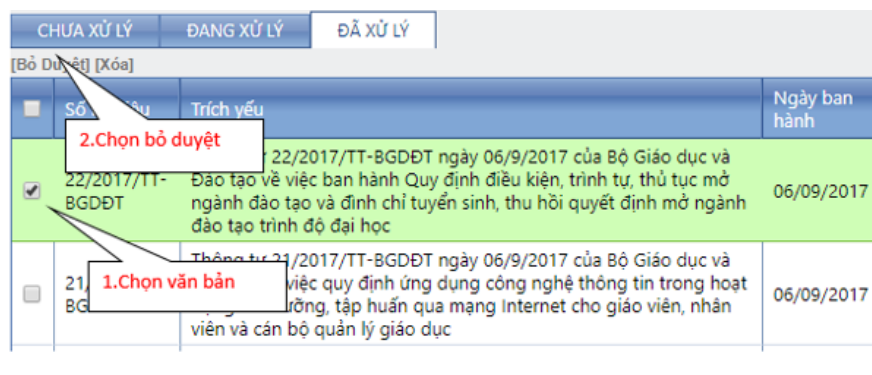 CHƯA XỬ LÝ ĐANG XỬ LÝ ĐÃ XỬ LÝ
[Bỏ Duyệt] [Xóa]
Số Trích yếu Ngày ban
hành
2.Chọn bỏ duyệt
22/2017/TT-BGDĐT ngày 06/9/2017 của Bộ Giáo dục và
22/2017/TT- Đào tạo về việc ban hành Quy định điều kiện, trình tự, thủ tục mở
BGDĐT ngành đào tạo và đình chỉ tuyển sinh, thu hồi quyết định mở ngành 06/09/2017
đào tạo trình độ đại học
Thông tư 21/2017/TT-BGDĐT ngày 06/9/2017 của Bộ Giáo dục và
1.Chọn văn bản
21/ việc quy định ứng dụng công nghệ thông tin trong hoạt
BG dưỡng, tập huấn qua mạng Internet cho giáo viên, nhân 06/09/2017
viên và cán bộ quản lý giáo dục